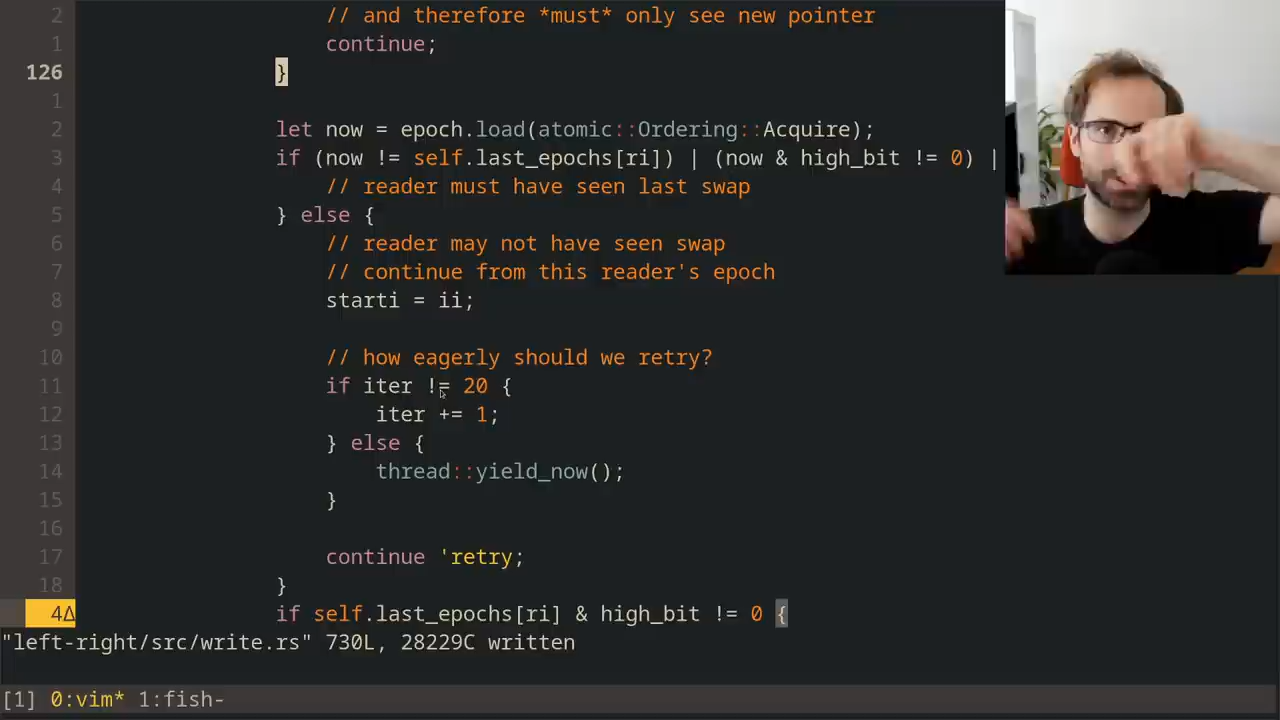 2 // and therefore *must* only see new pointer
1 continue;
126 }
1
2 let now = epoch.load(atomic::Ordering::Acquire);
3 if (now != self.last_epochs[ri]) | (now & high_bit != 0) |
4 // reader must have seen last swap
5 } else {
6 // reader may not have seen swap
7 // continue from this reader's epoch
8 starti = ii;
9
10 // how eagerly should we retry?
11 if iter != 20 {
12 iter += 1;
13 } else {
14 thread::yield_now();
15 }
16
17 continue 'retry;
18 }
4Δ if self.last_epochs[ri] & high_bit != 0 {
"left-right/src/write.rs" 730L, 28229C written
[1] 0:vim* 1:fish-